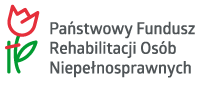 Państwowy Fundusz
Rehabilitacji Osób
Niepełnosprawnych